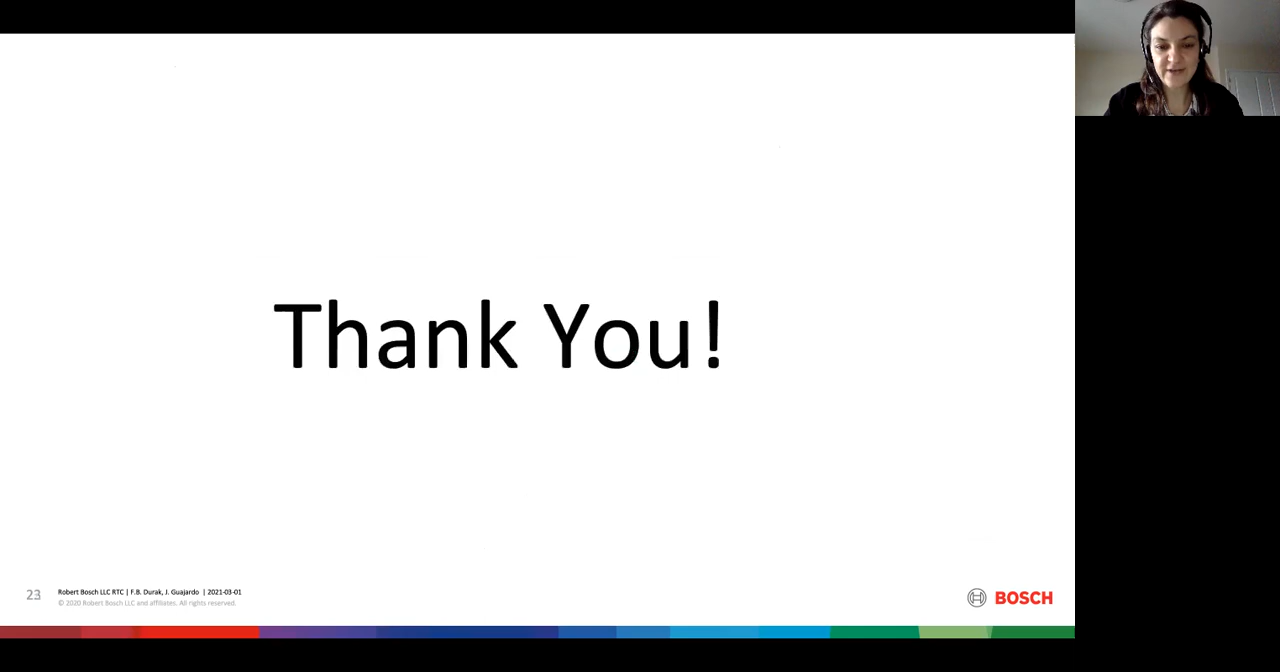 Thank You!
23
Robert Bosch LLC RTC | F.B. Durak, J. Guajardo | 2021-03-01
© 2020 Robert Bosch LLC and affiliates. All rights reserved.
BOSCH